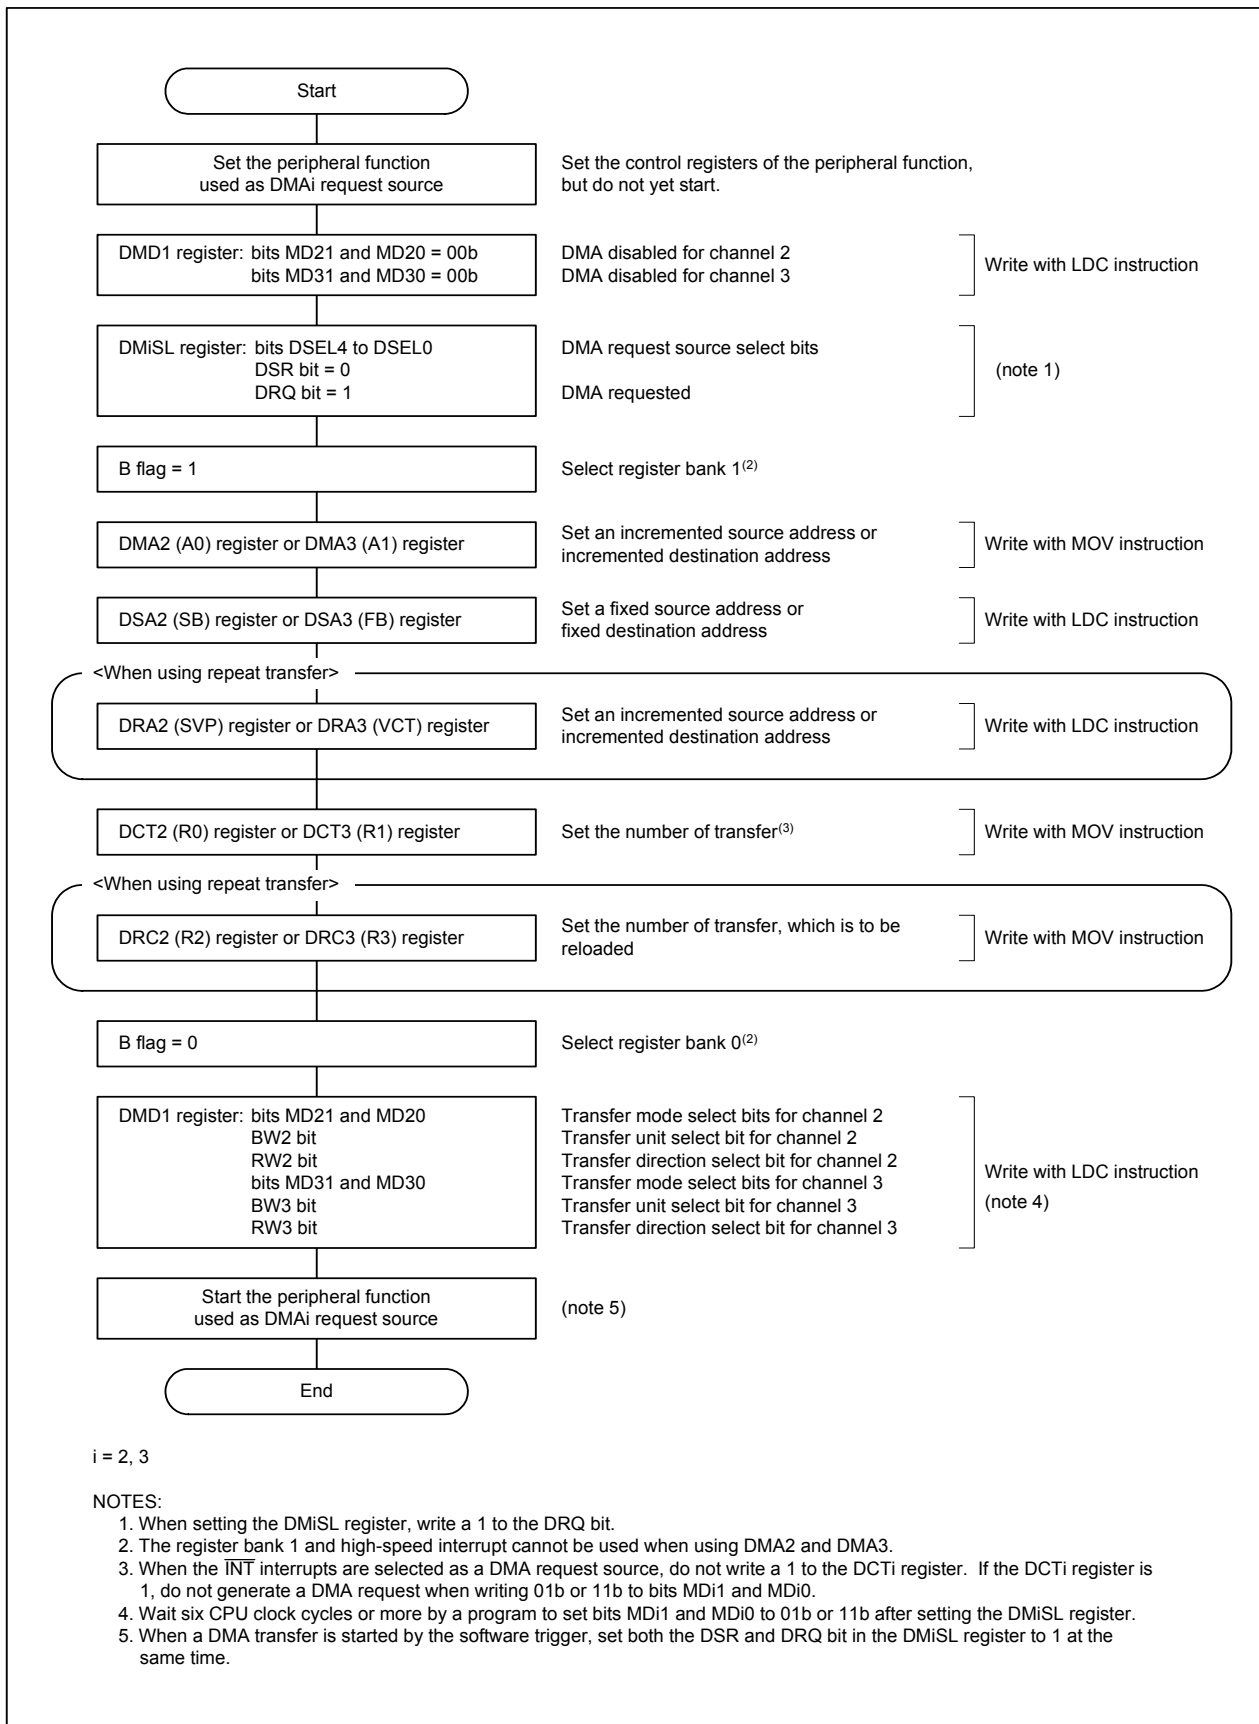 Start
Set the peripheral function
used as DMAi request source
Set the control registers of the peripheral function,
but do not yet start.
DMD1 register: bits MD21 and MD20 = 00b
bits MD31 and MD30 = 00b
DMA disabled for channel 2
DMA disabled for channel 3
Write with LDC instruction
DMiSL register: bits DSEL4 to DSEL0
DSR bit = 0
DRQ bit = 1
DMA request source select bits
DMA requested
(note 1)
B flag = 1
Select register bank 1(2)
DMA2 (A0) register or DMA3 (A1) register
Set an incremented source address or
incremented destination address
Write with MOV instruction
DSA2 (SB) register or DSA3 (FB) register
Set a fixed source address or
fixed destination address
Write with LDC instruction
<When using repeat transfer>
DRA2 (SVP) register or DRA3 (VCT) register
Set an incremented source address or
incremented destination address
Write with LDC instruction
DCT2 (R0) register or DCT3 (R1) register
Set the number of transfer(3)
Write with MOV instruction
<When using repeat transfer>
DRC2 (R2) register or DRC3 (R3) register
Set the number of transfer, which is to be
reloaded
Write with MOV instruction
B flag = 0
Select register bank 0(2)
DMD1 register: bits MD21 and MD20
BW2 bit
RW2 bit
bits MD31 and MD30
BW3 bit
RW3 bit
Transfer mode select bits for channel 2
Transfer unit select bit for channel 2
Transfer direction select bit for channel 2
Transfer mode select bits for channel 3
Transfer unit select bit for channel 3
Transfer direction select bit for channel 3
Write with LDC instruction
(note 4)
Start the peripheral function
used as DMAi request source
(note 5)
End
i = 2, 3
NOTES:
1. When setting the DMiSL register, write a 1 to the DRQ bit.
2. The register bank 1 and high-speed interrupt cannot be used when using DMA2 and DMA3.
3. When the INT interrupts are selected as a DMA request source, do not write a 1 to the DCTi register. If the DCTi register is
1, do not generate a DMA request when writing 01b or 11b to bits MDi1 and MDi0.
4. Wait six CPU clock cycles or more by a program to set bits MDi1 and MDi0 to 01b or 11b after setting the DMiSL register.
5. When a DMA transfer is started by the software trigger, set both the DSR and DRQ bit in the DMiSL register to 1 at the
same time.